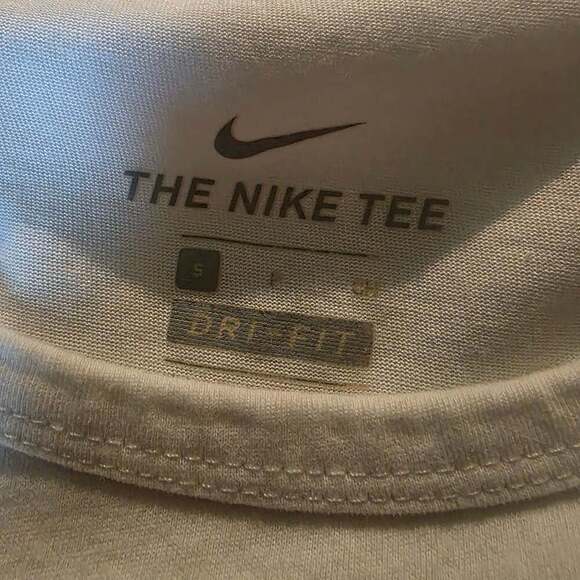 THE NIKE TEE
S
DRI-FIT